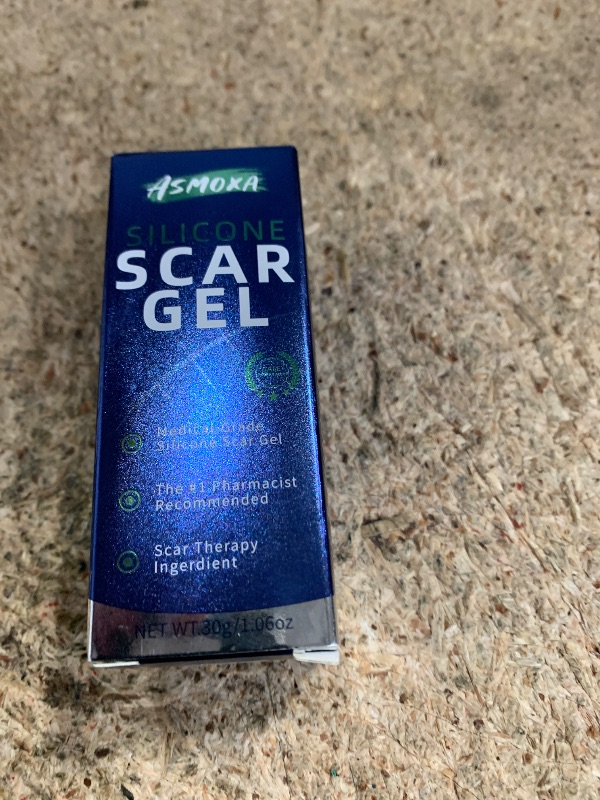 ASMOXA
SILICONE
SCAR
GEL
Medical Grade
Silicone Scar Gel
The #1 Pharmacist
Recommended
Scar Therapy
Ingerdient
NET WT.30g/1.06oz